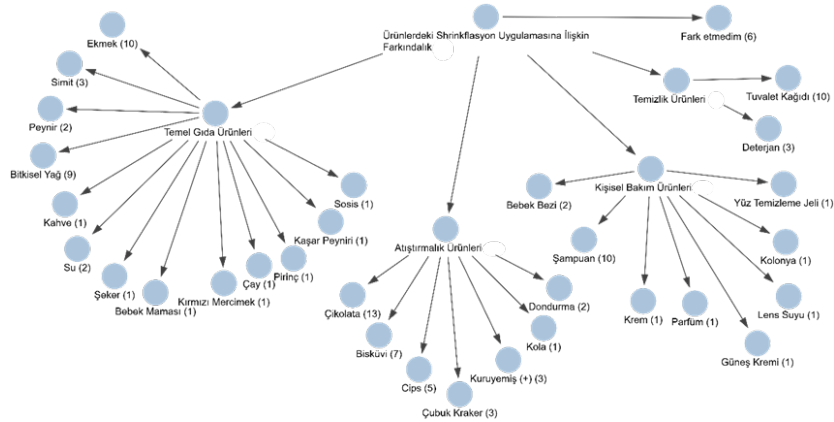 Ürünlerdeki Shrinkflasyon Uygulamasına İlişkin
Farkındalık
Fark etmedim (6)
Temel Gıda Ürünleri
Ekmek (10)
Simit (3)
Peynir (2)
Bitkisel Yağ (9)
Kahve (1)
Su (2)
Şeker (1)
Bebek Maması (1)
Kırmızı Mercimek (1)
Çay (1)
Pirinç (1)
Kaşar Peyniri (1)
Sosis (1)
Atıştırmalık Ürünleri
Çikolata (13)
Bisküvi (7)
Cips (5)
Çubuk Kraker (3)
Kuruyemiş (+) (3)
Kola (1)
Dondurma (2)
Kişisel Bakım Ürünleri
Bebek Bezi (2)
Şampuan (10)
Krem (1)
Parfüm (1)
Güneş Kremi (1)
Lens Suyu (1)
Kolonya (1)
Yüz Temizleme Jeli (1)
Temizlik Ürünleri
Tuvalet Kağıdı (10)
Deterjan (3)